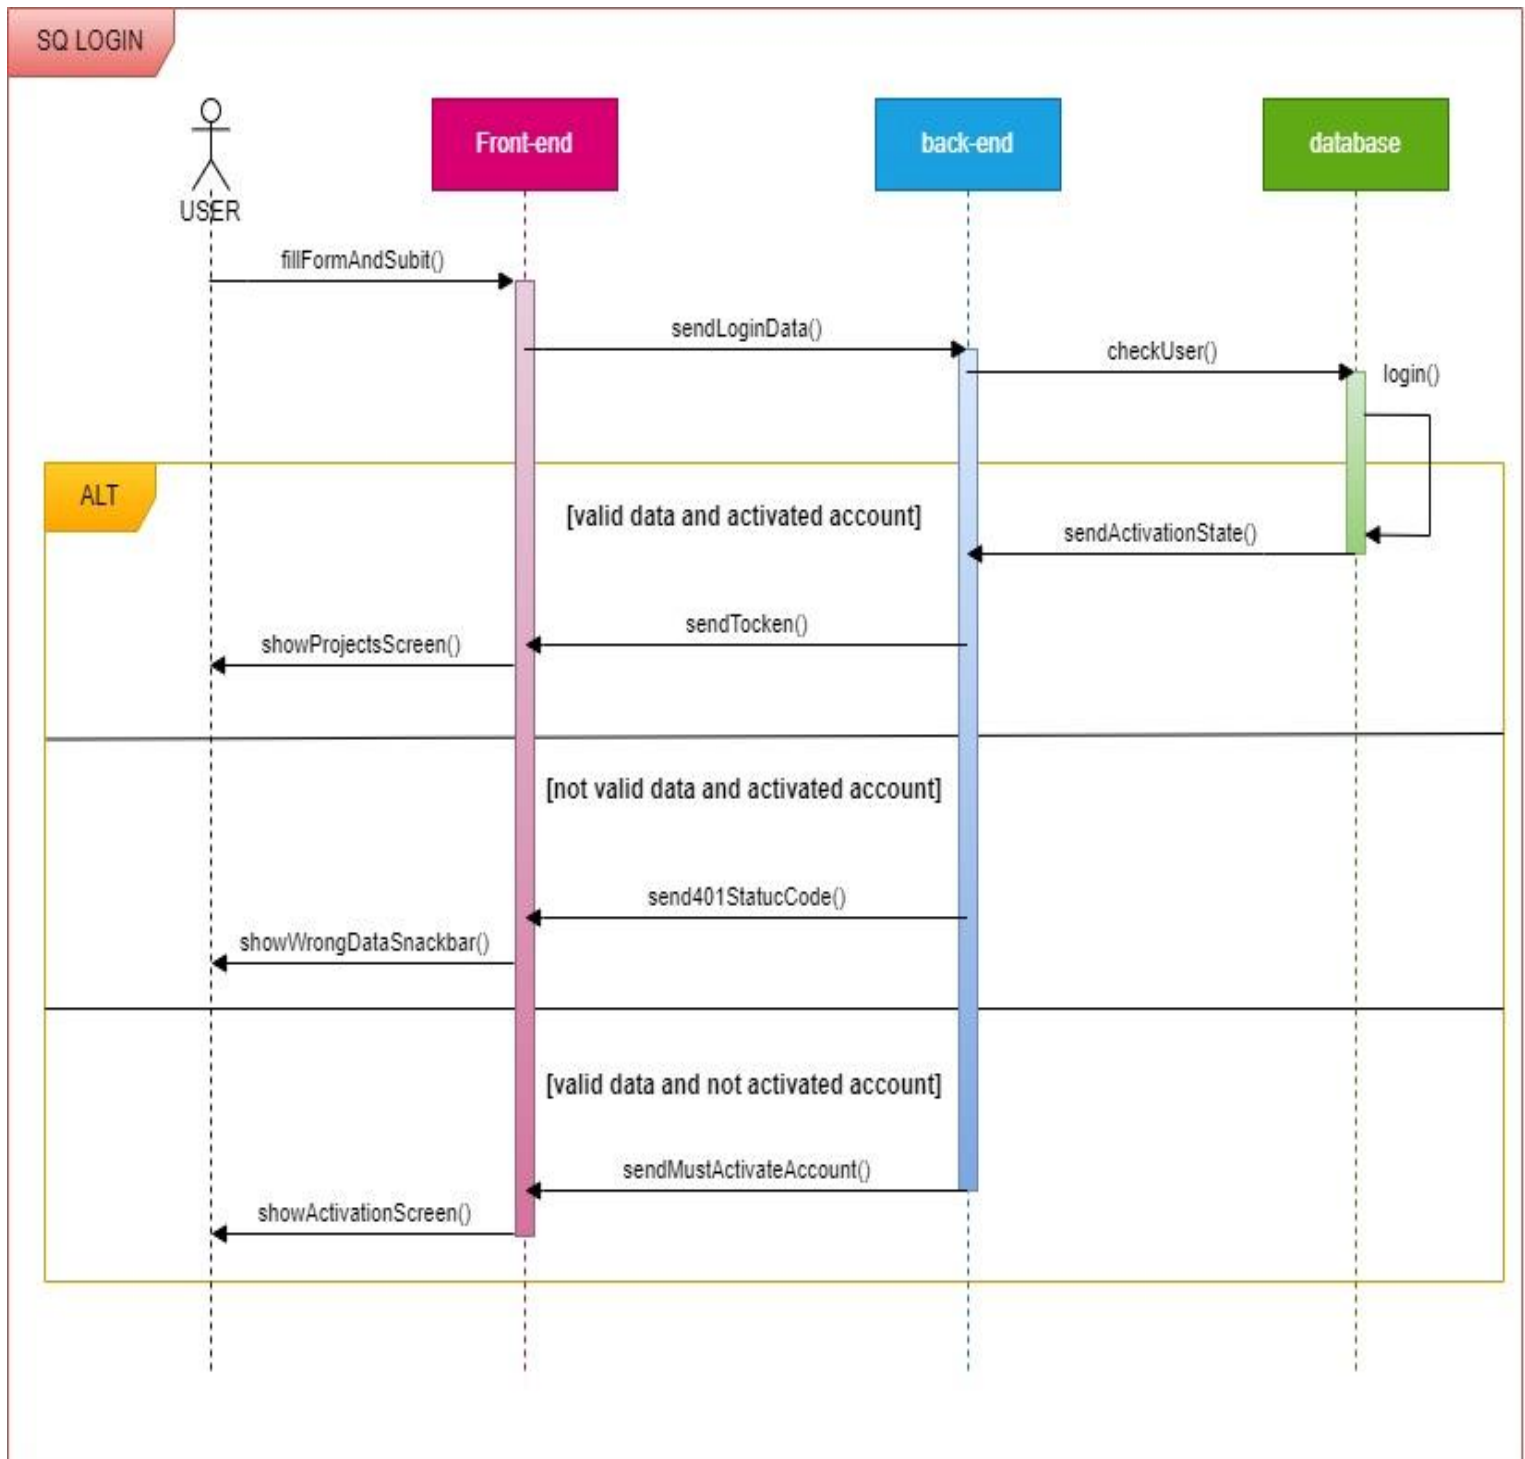 SQ LOGIN
USER
Front-end
back-end
database
fillFormAndSubit()
sendLoginData()
checkUser()
login()
ALT
[valid data and activated account]
sendActivationState()
sendTocken()
showProjectsScreen()
[not valid data and activated account]
send401StatucCode()
showWrongDataSnackbar()
[valid data and not activated account]
sendMustActivateAccount()
showActivationScreen()